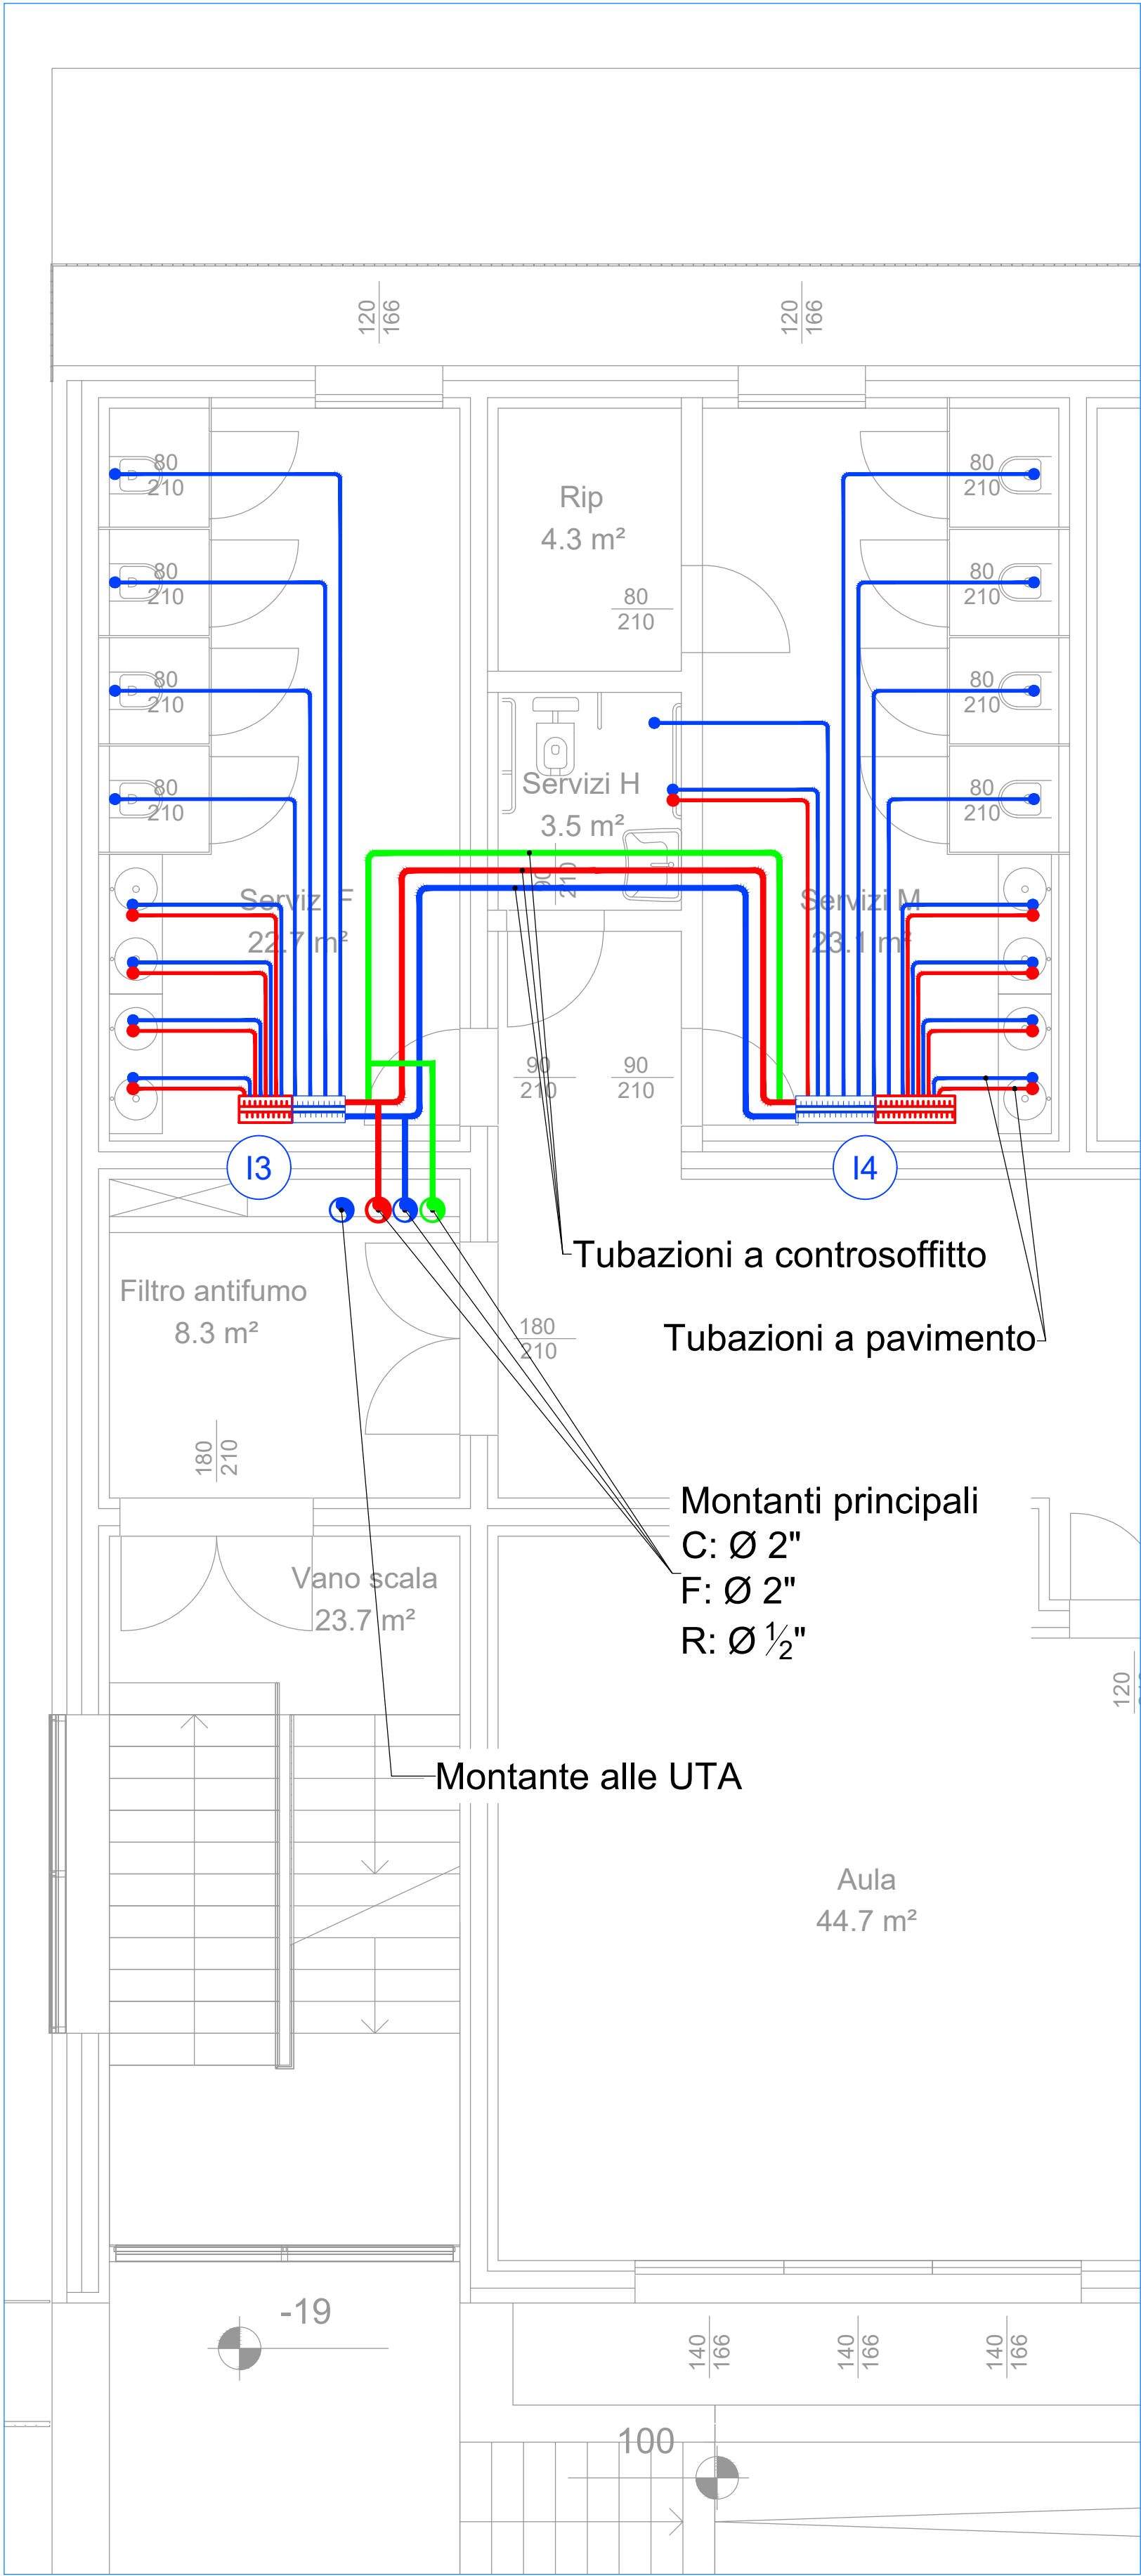 120
166
120
166
80
210
80
210
Rip
4.3 m²
80
210
80
210
80
210
80
210
80
210
80
210
Servizi H
3.5 m²
80
210
80
210
90
210
Servizi F
22.7 m²
Servizi M
23.1 m²
90
210
90
210
I3
I4
Tubazioni a controsoffitto
Filtro antifumo
8.3 m²
180
210
Tubazioni a pavimento
180
210
Montanti principali
C: Ø 2"
F: Ø 2"
R: Ø ½"
Vano scala
23.7 m²
120
Montante alle UTA
Aula
44.7 m²
-19
140
166
140
166
140
166
100